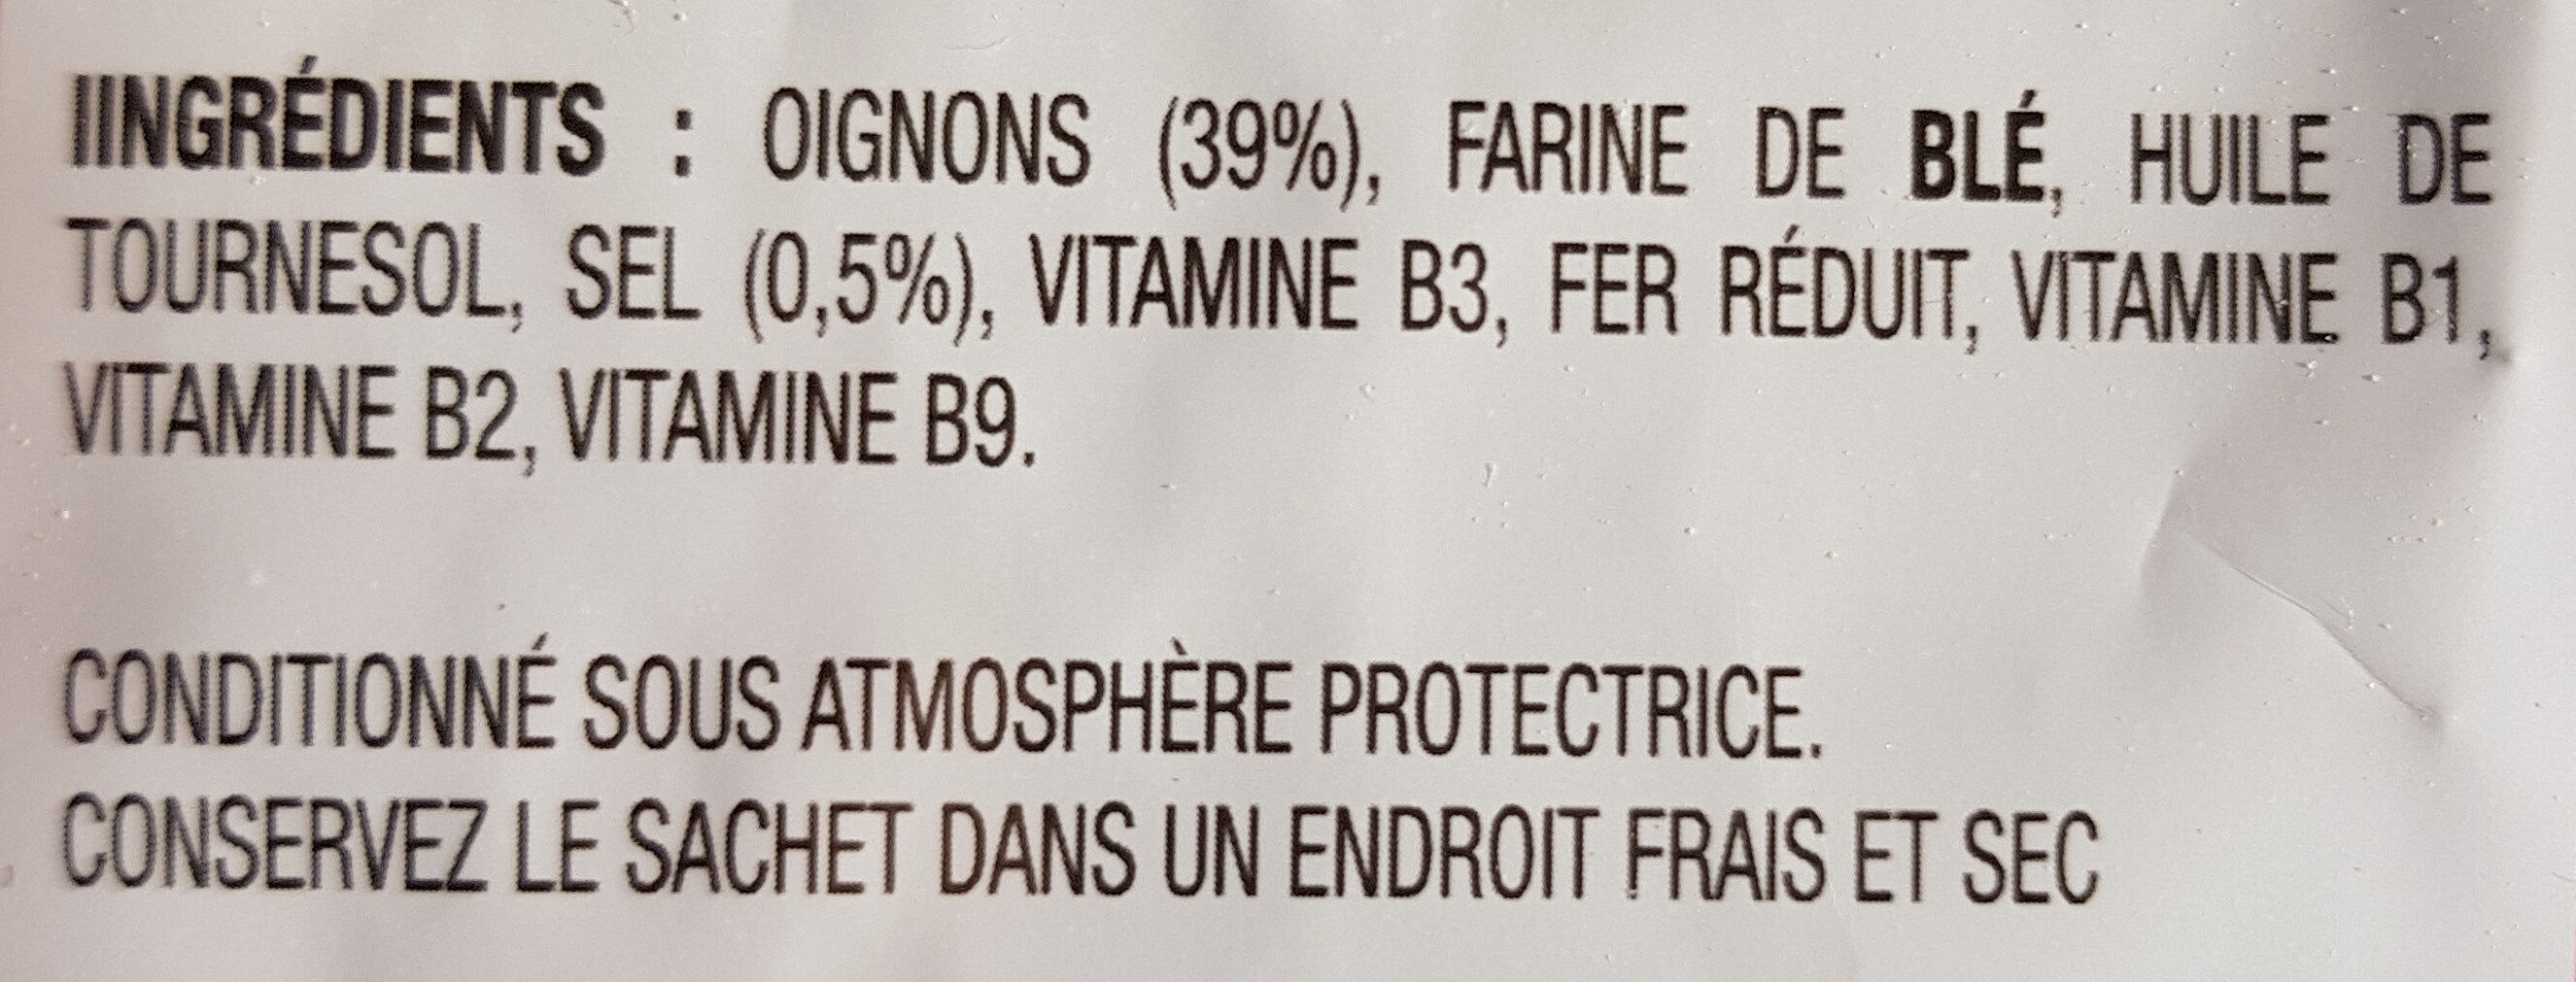 IINGRÉDIENTS : OIGNONS (39%), FARINE DE BLÉ, HUILE DE
TOURNESOL, SEL (0,5%), VITAMINE B3, FER RÉDUIT, VITAMINE B1,
VITAMINE B2, VITAMINE B9.
CONDITIONNÉ SOUS ATMOSPHÈRE PROTECTRICE.
CONSERVEZ LE SACHET DANS UN ENDROIT FRAIS ET SEC